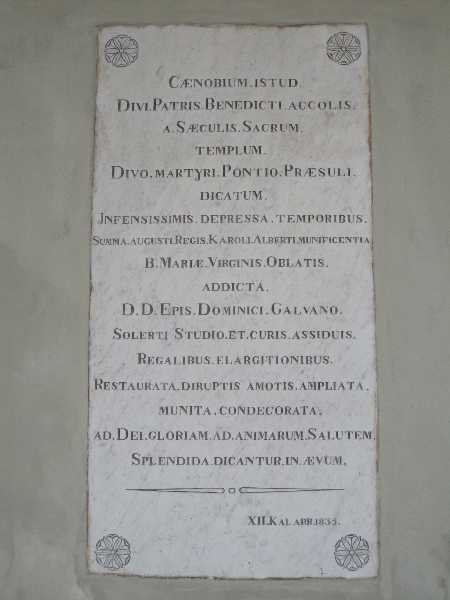 CÆNOBIUM.ISTUD.
DIVI.PATRIS.BENEDICTI.ACCOLIS.
A.SÆCULIS.SACRUM.
TEMPLUM.
DIVO.MARTYRI.PONTIO.PRÆSULI.
DICATUM.
INFENSISSIMIS.DEPRESSA.TEMPORIBUS.
SUMMA.AUGUSTI.REGIS.KAROLI.ALBERTI.MUNIFICENTIA
B.MARIÆ.VIRGINIS.OBLATIS.
ADDICTA.
D.D.EPIS.DOMINICI.GALVANO.
SOLERTI STUDIO.ET.CURIS.ASSIDUIS.
REGALIBUS.ELARGITIONIBUS.
RESTAURATA.DIRUPTIS AMOTIS.AMPLIATA.
MUNITA.CONDECORATA.
AD.DEI.GLORIAM.AD.ANIMARUM.SALUTEM.
SPLENDIDA.DICANTUR.IN.ÆVUM.
XII.KAL APR.1835.